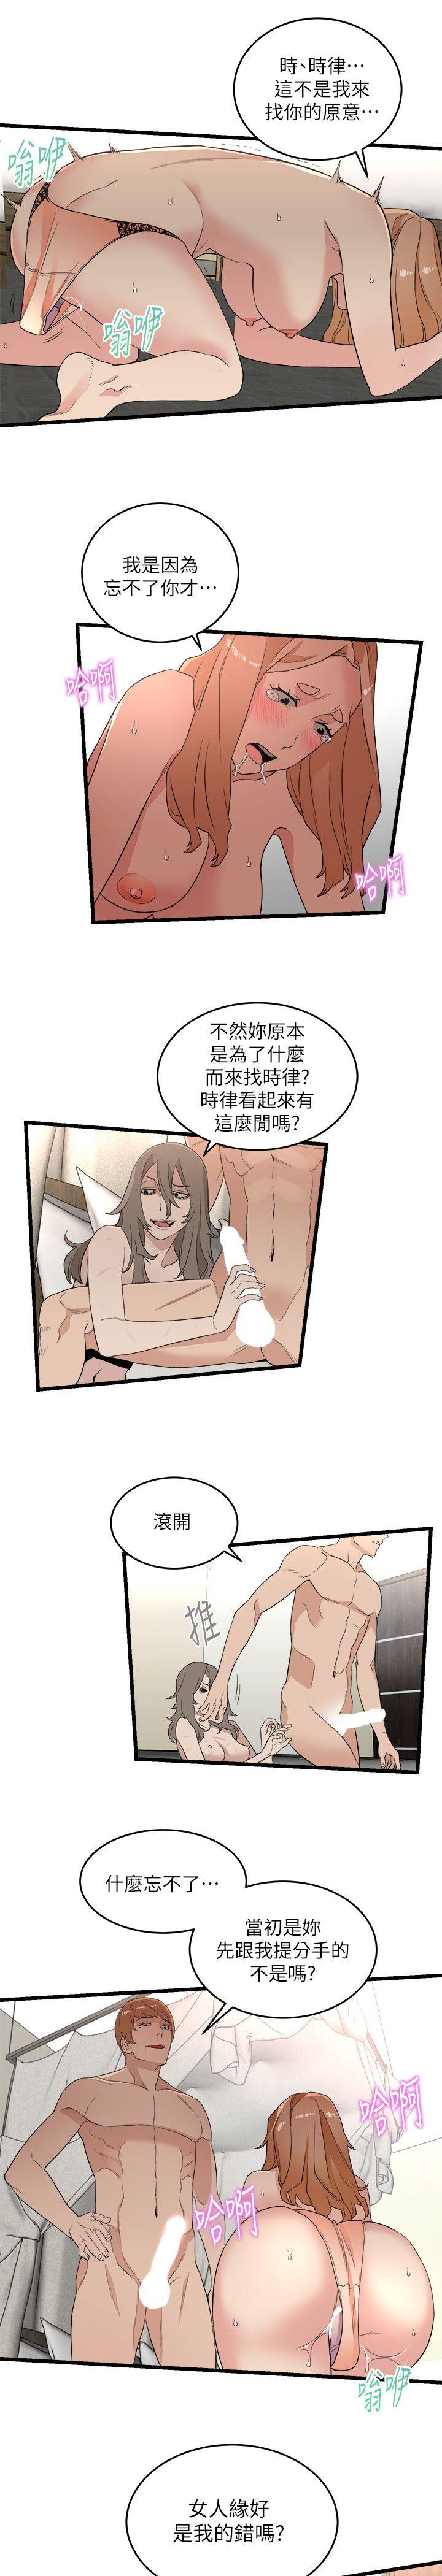 時、時律…
這不是我來
找你的原意…
嗡咿
嗡咿
我是因為
忘不了你才…
哈啊
哈啊
不然妳原本
是為了什麼
而來找時律?
時律看起來有
這麼閒嗎?
滾開
推
什麼忘不了…
當初是妳
先跟我提分手的
不是嗎?
哈啊
哈啊
嗡咿
女人緣好
是我的錯嗎?